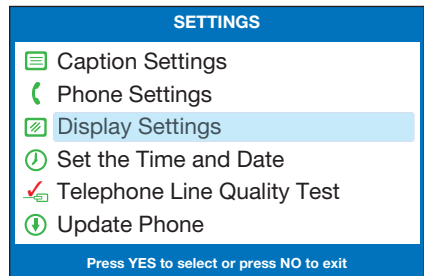 SETTINGS
Caption Settings
Phone Settings
Display Settings
Set the Time and Date
Telephone Line Quality Test
Update Phone
Press YES to select or press NO to exit